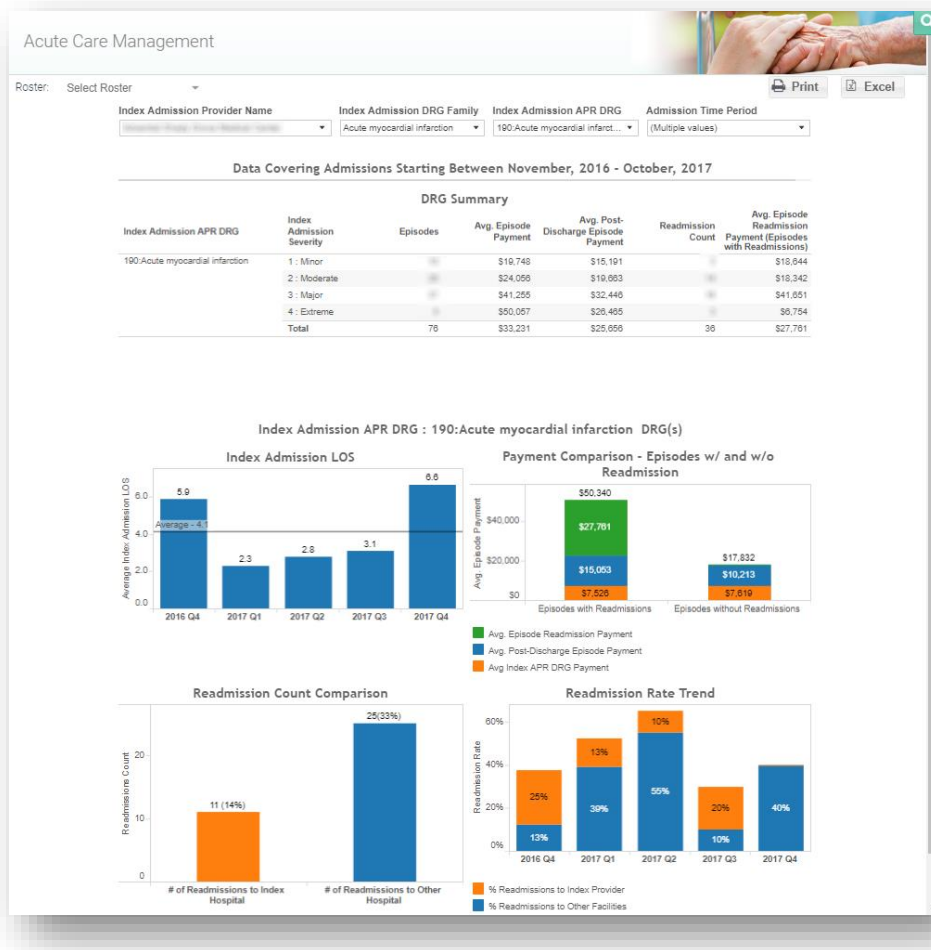 Acute Care Management
Roster: Select Roster
Print Excel
Index Admission Provider Name Index Admission DRG Family Index Admission APR DRG Admission Time Period
Acute myocardial infarction 190:Acute myocardial infarct... (Multiple values)
Data Covering Admissions Starting Between November, 2016 - October, 2017
DRG Summary
Index Admission APR DRG
Index
Admission
Severity
Episodes
Avg. Episode
Payment
Avg. Post-
Discharge Episode
Payment
Readmission
Count
Avg. Episode
Readmission
Payment (Episodes
with Readmissions)
190:Acute myocardial infarction 1 : Minor $19,748 $15,191 $18,644
2 : Moderate $24,056 $19,663 $18,342
3 : Major $41,255 $32,446 $41,651
4 : Extreme $50,057 $26,465 $6,754
Total 76 $33,231 $25,656 36 $27,761
Index Admission APR DRG : 190:Acute myocardial infarction DRG(s)
Index Admission LOS
Average Index Admission LOS
6.0
4.0
2.0
0.0
Average - 4.1
5.9
2.3
2.8
3.1
6.6
2016 Q4 2017 Q1 2017 Q2 2017 Q3 2017 Q4
Payment Comparison - Episodes w/ and w/o
Readmission
Avg. Episode Payment
$40,000
$20,000
$0
$50,340
$27,761
$15,053
$7,526
$17,832
$10,213
$7,619
Episodes with Readmissions Episodes without Readmissions
Avg. Episode Readmission Payment
Avg. Post-Discharge Episode Payment
Avg Index APR DRG Payment
Readmission Count Comparison
Readmissions Count
20
10
0
11 (14%)
25(33%)
# of Readmissions to Index
Hospital
# of Readmissions to Other
Hospital
Readmission Rate Trend
Readmission Rate
60%
40%
20%
0%
25%
13%
13%
39%
10%
55%
20%
10%
40%
2016 Q4 2017 Q1 2017 Q2 2017 Q3 2017 Q4
% Readmissions to Index Provider
% Readmissions to Other Facilities